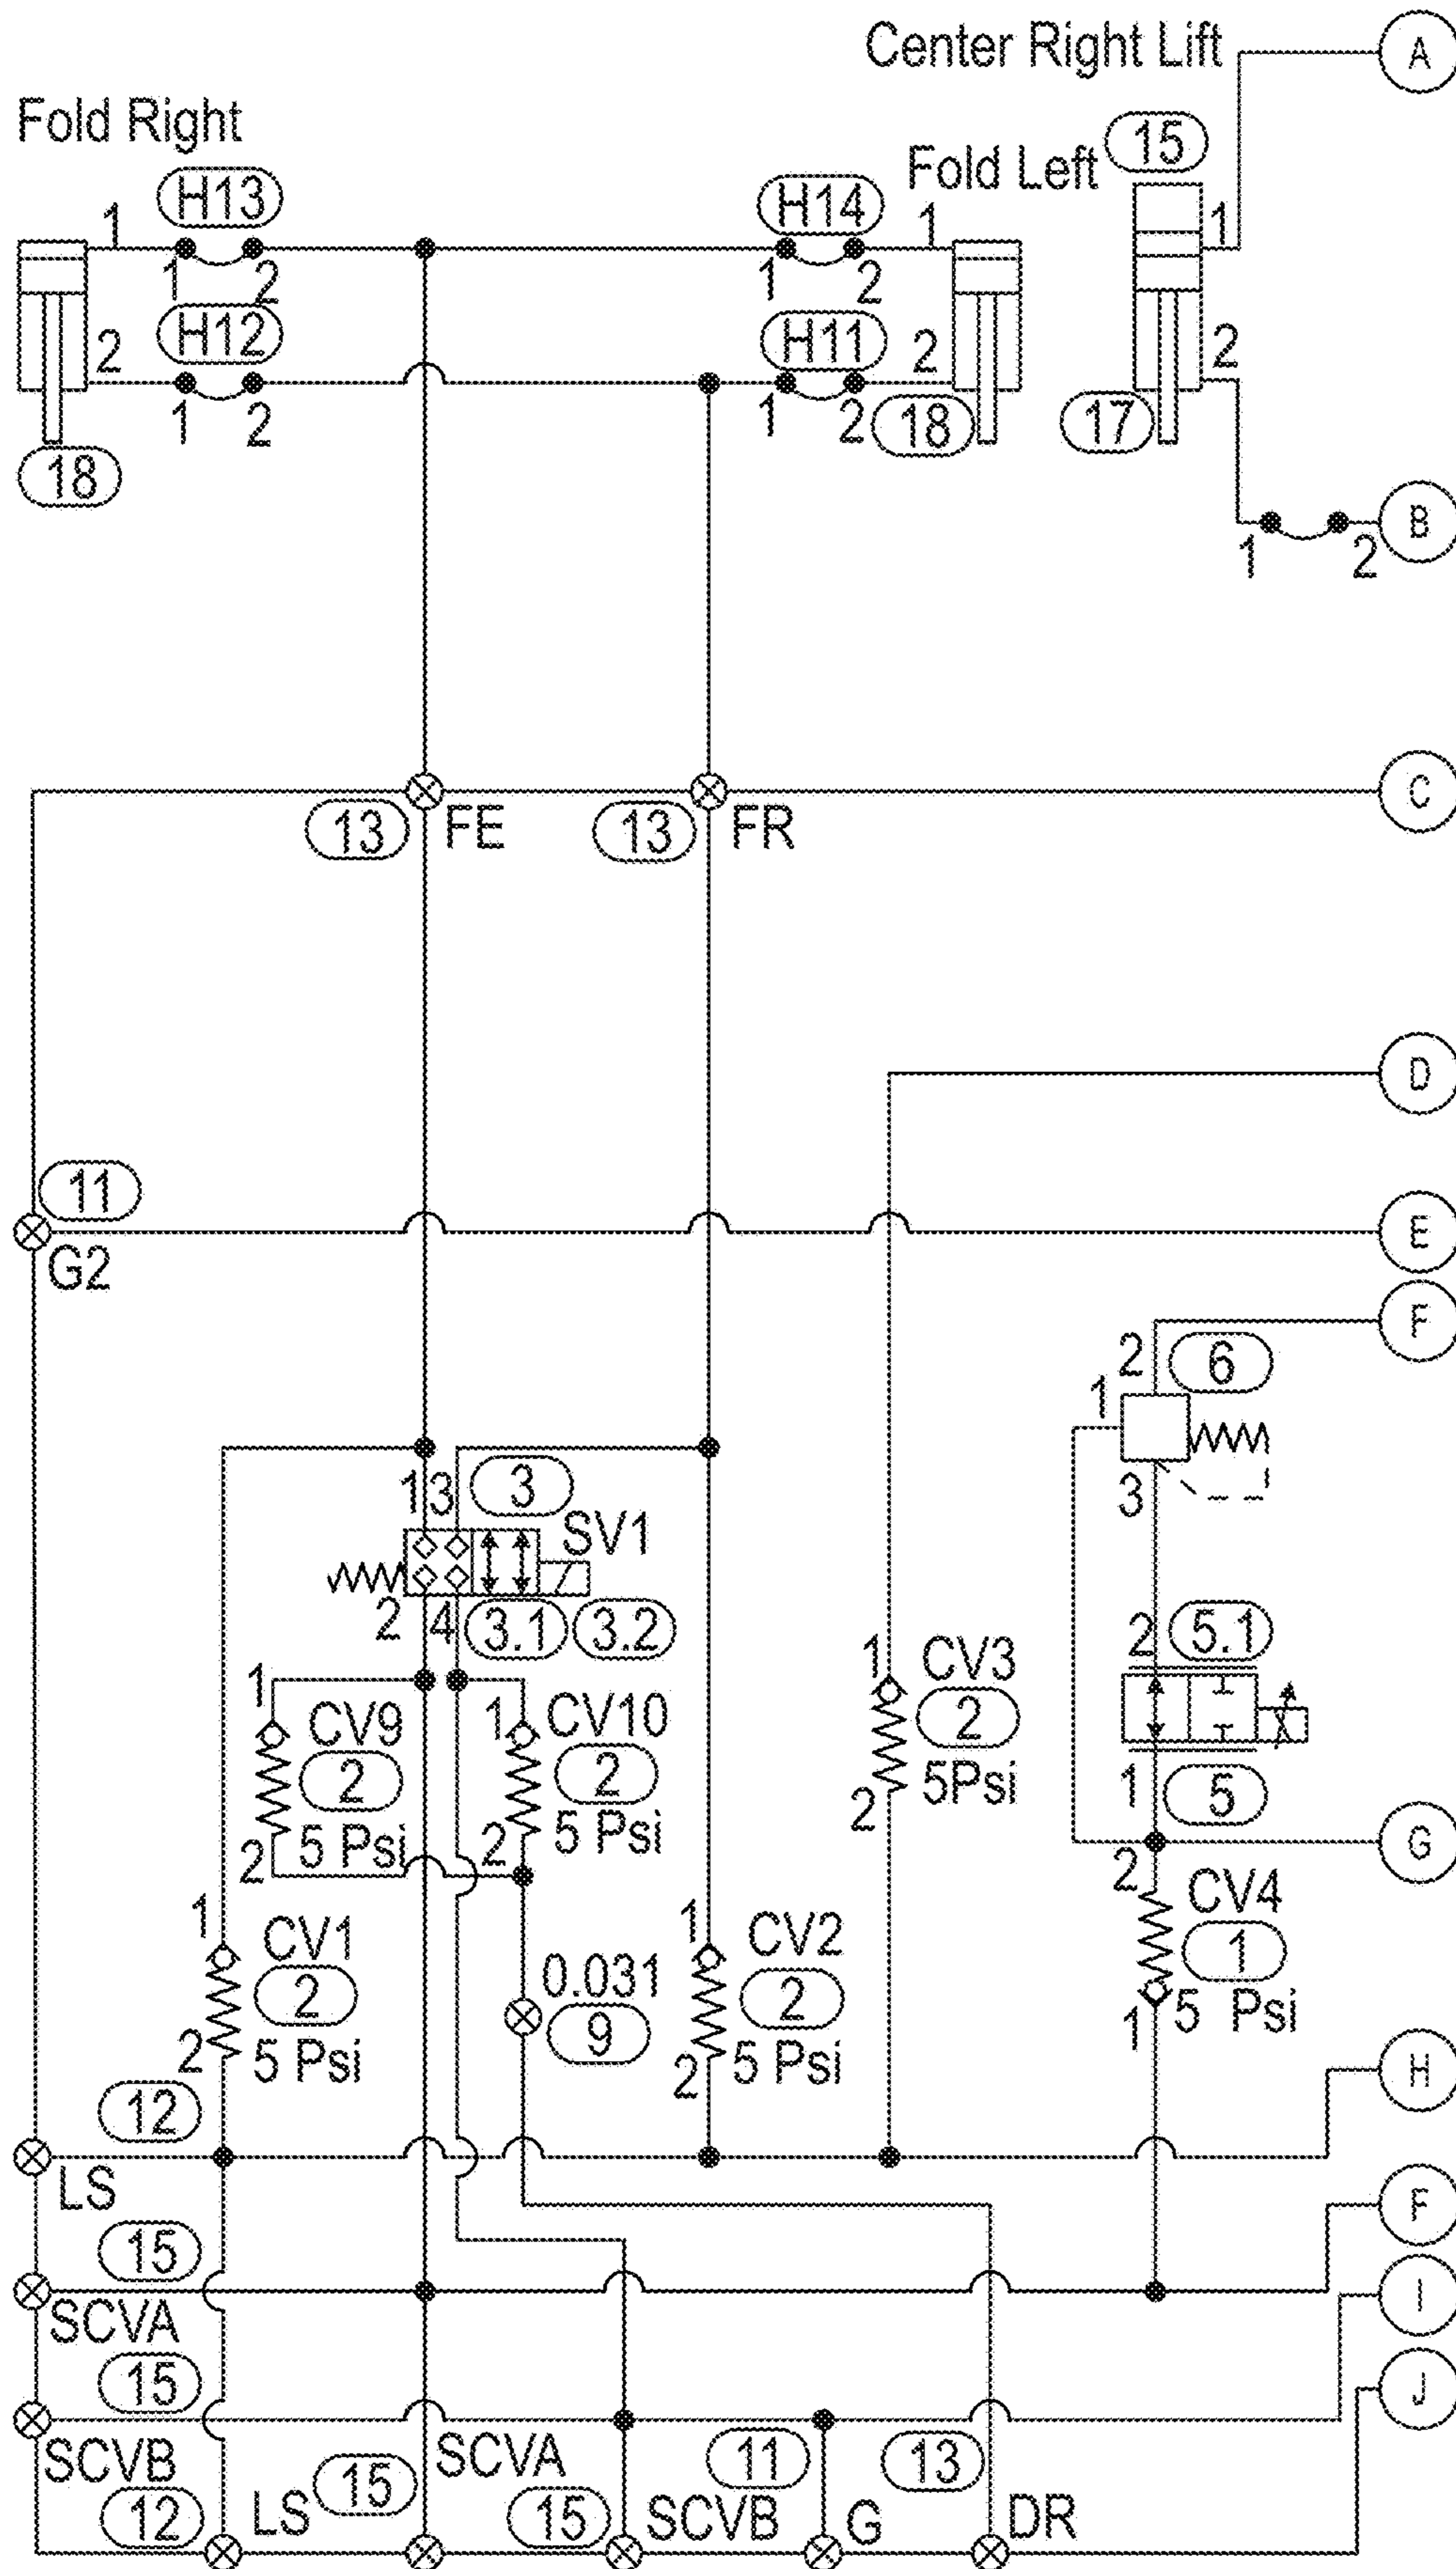 Center Right Lift
A
Fold Right
15
Fold Left
H13
H14
1
1
1
1
2
1
2
H12
H11
2
2
2
1
2
1
2
18
17
18
B
1
2
C
13
FE
13
FR
D
11
E
G2
F
2
6
1
1
3
3
3
SV1
2
4
3.1
3.2
2
5.1
1
CV9
1
CV10
1
CV3
2
2
2
5Psi
2
5 Psi
2
5 Psi
2
1
5
G
2
CV4
1
5 Psi
1
1
CV1
2
5 Psi
2
0.031
9
1
CV2
2
5 Psi
2
12
H
LS
15
F
SCVA
15
I
J
SCVB
12
LS
15
SCVA
15
SCVB
11
G
13
DR